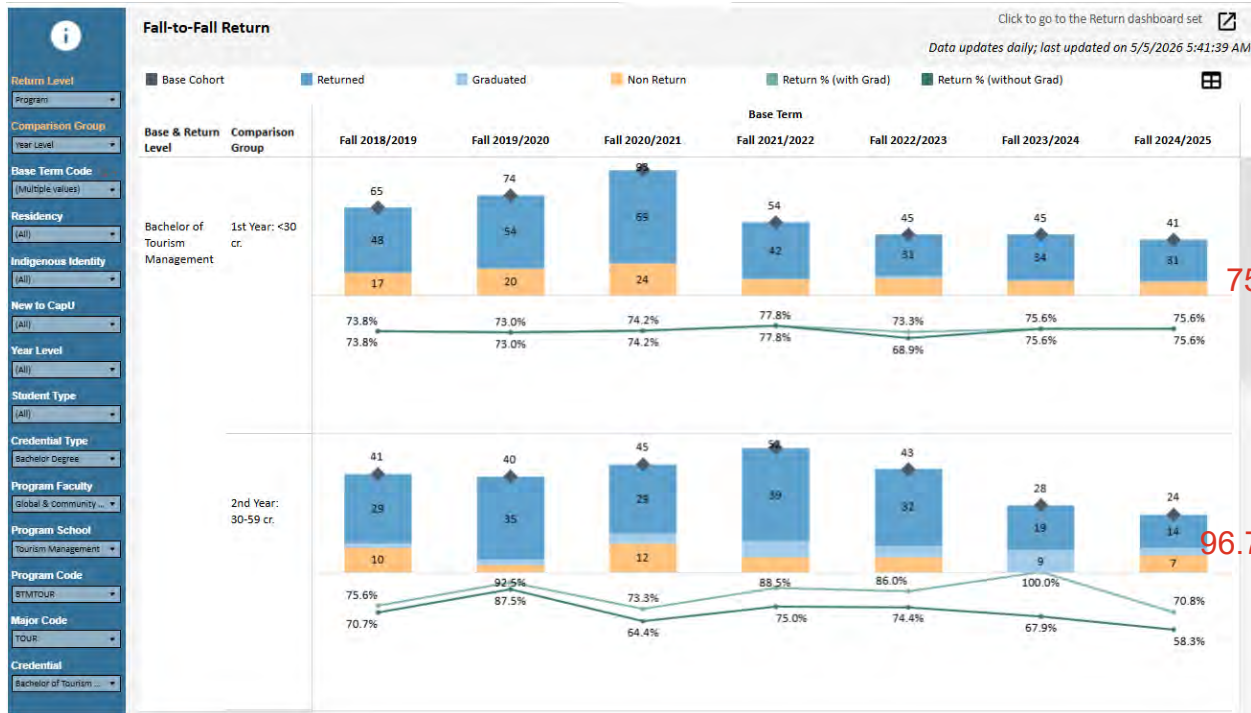 Fall-to-Fall Return
Click to go to the Return dashboard set
Data updates daily; last updated on 5/5/2026 5:41:39 AM
Return Level
Program
Comparison Group
Year Level
Base Term Code
(Multiple values)
Residency
(All)
Indigenous Identity
(All)
New to CapU
(All)
Year Level
(All)
Student Type
(All)
Credential Type
Bachelor Degree
Program Faculty
Global & Community ...
Program School
Tourism Management
Program Code
BTMTOUR
Major Code
TOUR
Credential
Bachelor of Tourism ...
Base Cohort Returned Graduated Non Return Return % (with Grad) Return % (without Grad)
Base Term
Base & Return Level Comparison Group Fall 2018/2019 Fall 2019/2020 Fall 2020/2021 Fall 2021/2022 Fall 2022/2023 Fall 2023/2024 Fall 2024/2025
Bachelor of Tourism Management
1st Year: <30 cr.
65 74 93 54 45 45 41
48 54 69 42 31 34 31
17 20 24
75
73.8% 73.0% 74.2% 77.8% 73.3% 75.6% 75.6%
73.8% 73.0% 74.2% 77.8% 68.9% 75.6% 75.6%
2nd Year: 30-59 cr.
41 40 45 52 43 28 24
29 35 29 39 32 19 14
10 12 9 7
96.7
75.6% 92.5% 73.3% 88.5% 86.0% 100.0% 70.8%
70.7% 87.5% 64.4% 75.0% 74.4% 67.9% 58.3%